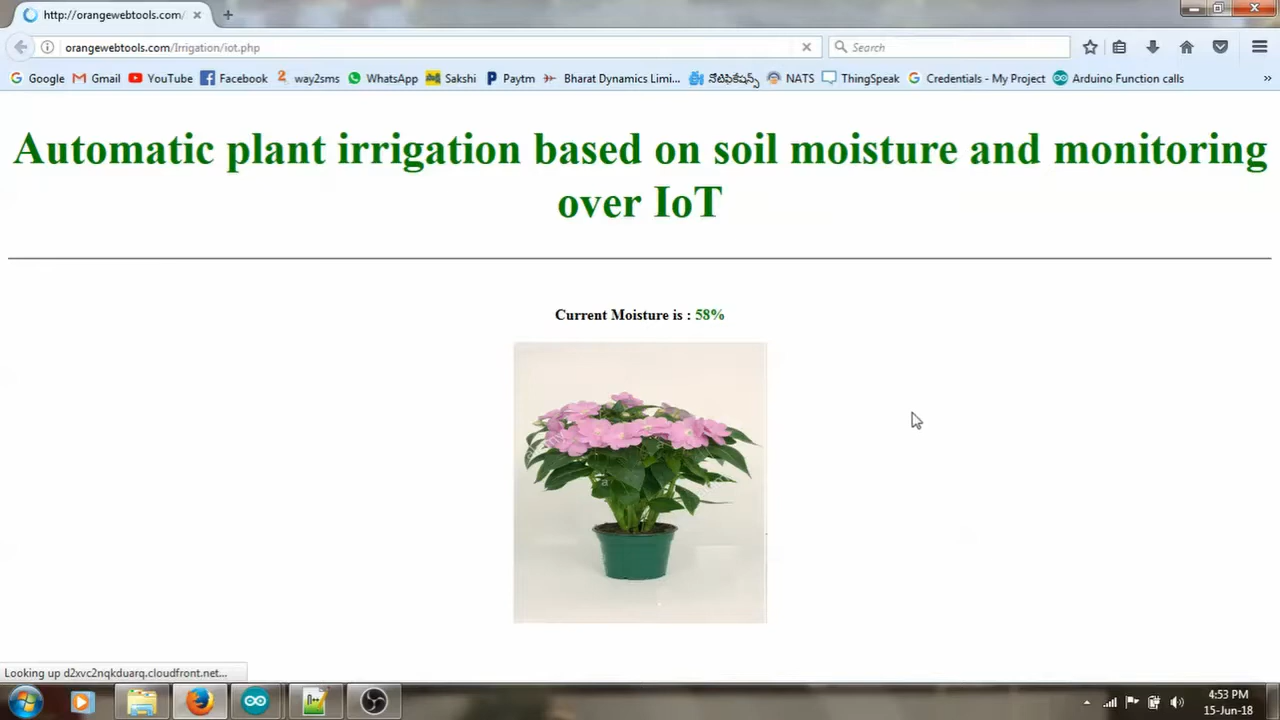 http://orangewebtools.com/
orangewebtools.com/Irrigation/iot.php
Search
Google
Gmail
YouTube
Facebook
way2sms
WhatsApp
Sakshi
Paytm
Bharat Dynamics Limi...
నోటిఫికేషన్స్
NATS
ThingSpeak
Credentials - My Project
Arduino Function calls
Automatic plant irrigation based on soil moisture and monitoring
over IoT
Current Moisture is : 58%
Looking up d2xvc2nqkduarq.cloudfront.net...
4:53 PM
15-Jun-18